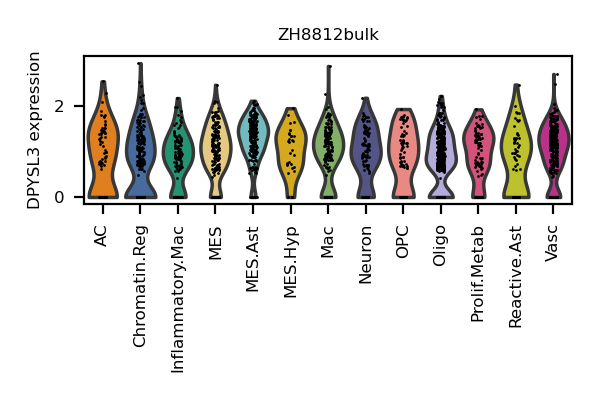 ZH8812bulk
DPYSL3 expression
2
0
AC
Chromatin.Reg
Inflammatory.Mac
MES
MES.Ast
MES.Hyp
Mac
Neuron
OPC
Oligo
Prolif.Metab
Reactive.Ast
Vasc